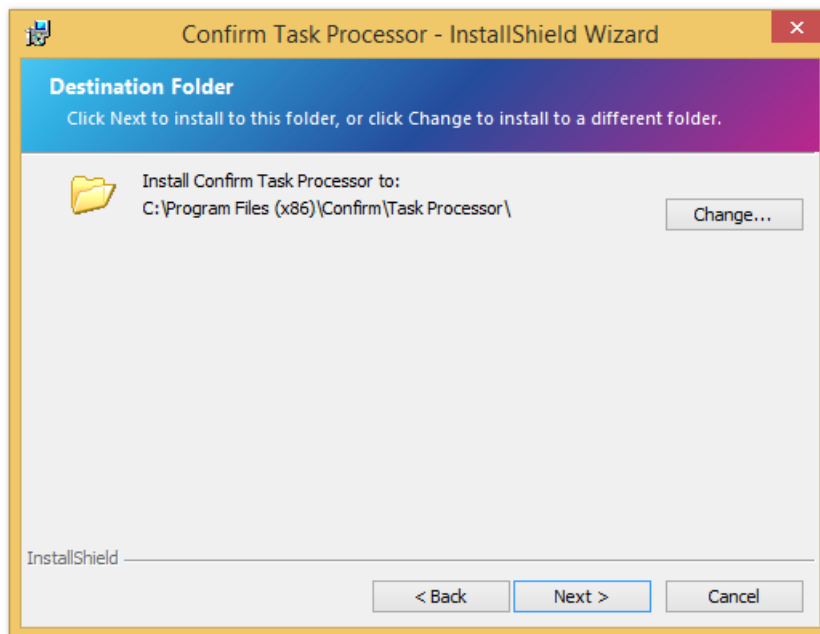 Confirm Task Processor - InstallShield Wizard
Destination Folder
Click Next to install to this folder, or click Change to install to a different folder.
Install Confirm Task Processor to:
C:\Program Files (x86)\Confirm\Task Processor\
Change...
InstallShield
< Back
Next >
Cancel